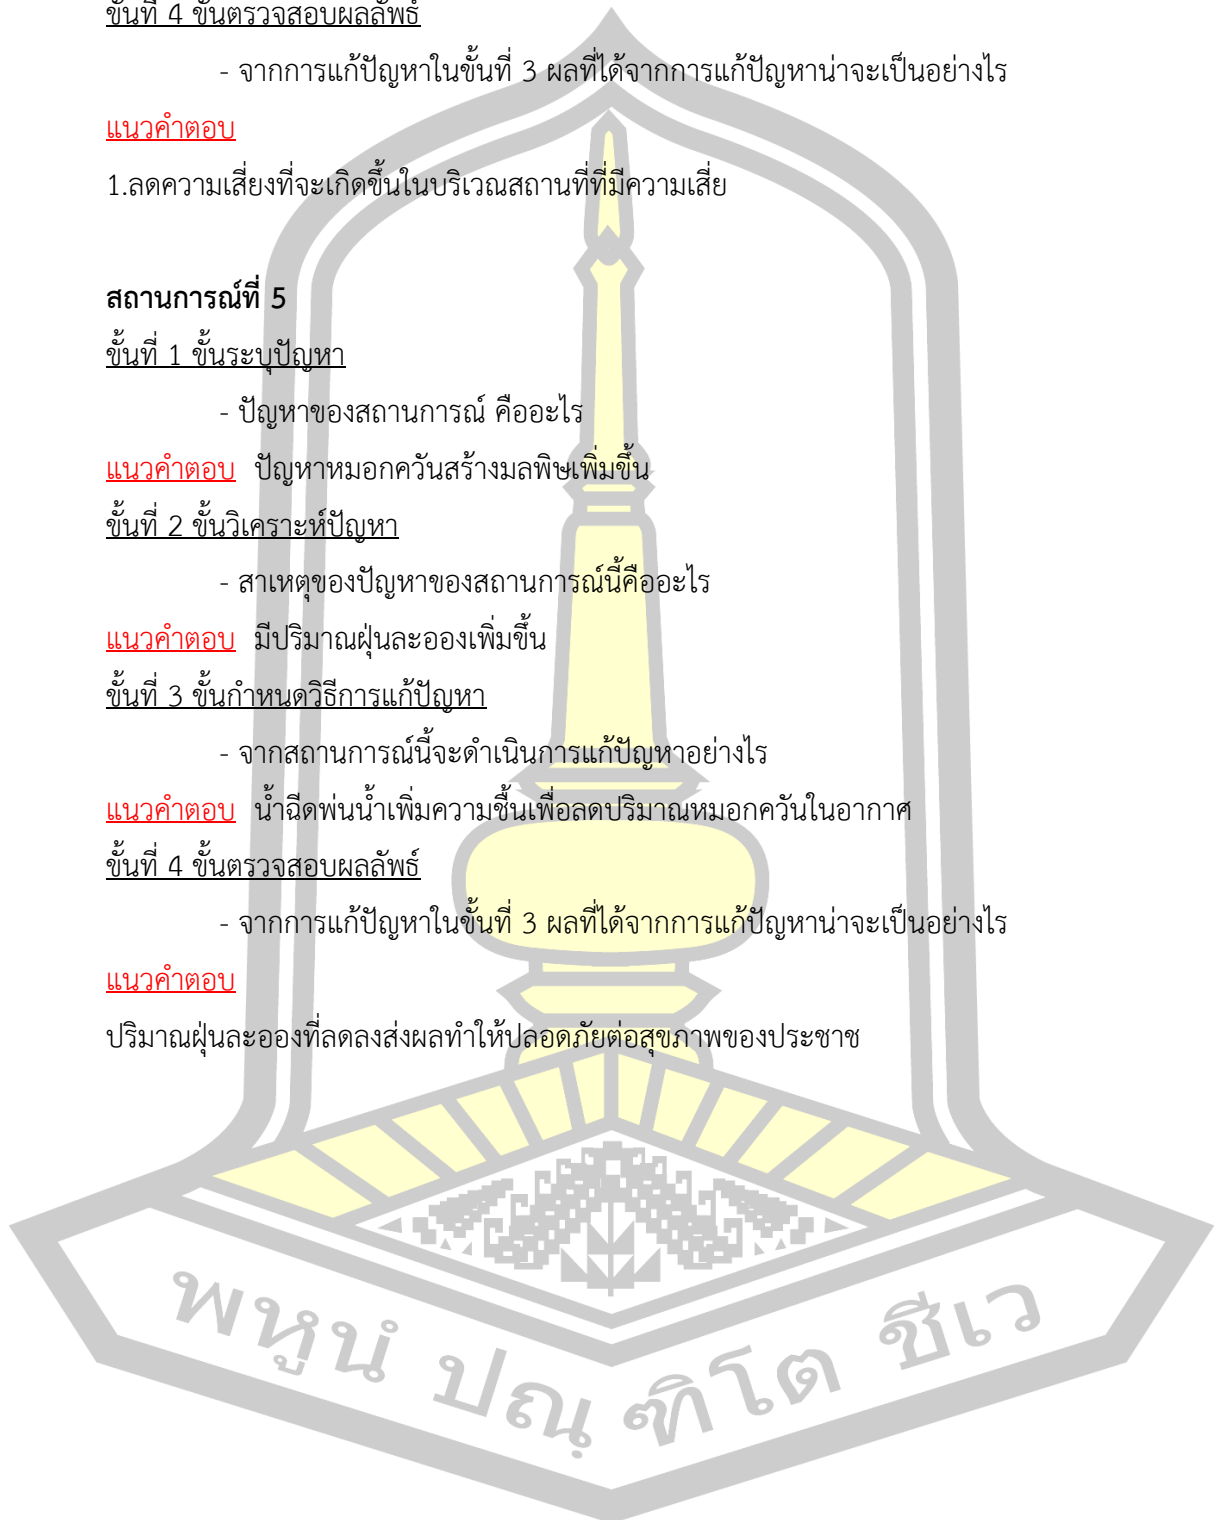 ขั้นที่ 4 ขั้นตรวจสอบผลลัพธ์
- จากการแก้ปัญหาในขั้นที่ 3 ผลที่ได้จากการแก้ปัญหาน่าจะเป็นอย่างไร
แนวคำตอบ
1.ลดความเสี่ยงที่จะเกิดขึ้นในบริเวณสถานที่ที่มีความเสี่ย
สถานการณ์ที่ 5
ขั้นที่ 1 ขั้นระบุปัญหา
- ปัญหาของสถานการณ์ คืออะไร
แนวคำตอบ ปัญหาหมอกควันสร้างมลพิษเพิ่มขึ้น
ขั้นที่ 2 ขั้นวิเคราะห์ปัญหา
- สาเหตุของปัญหาของสถานการณ์นี้คืออะไร
แนวคำตอบ มีปริมาณฝุ่นละอองเพิ่มขึ้น
ขั้นที่ 3 ขั้นกำหนดวิธีการแก้ปัญหา
- จากสถานการณ์นี้จะดำเนินการแก้ปัญหาอย่างไร
แนวคำตอบ น้ำฉีดพ่นน้ำเพิ่มความชื้นเพื่อลดปริมาณหมอกควันในอากาศ
ขั้นที่ 4 ขั้นตรวจสอบผลลัพธ์
- จากการแก้ปัญหาในขั้นที่ 3 ผลที่ได้จากการแก้ปัญหาน่าจะเป็นอย่างไร
แนวคำตอบ
ปริมาณฝุ่นละอองที่ลดลงส่งผลทำให้ปลอดภัยต่อสุขภาพของประชาช
พหูนํ ปณฺ ฑิโต ชีเว